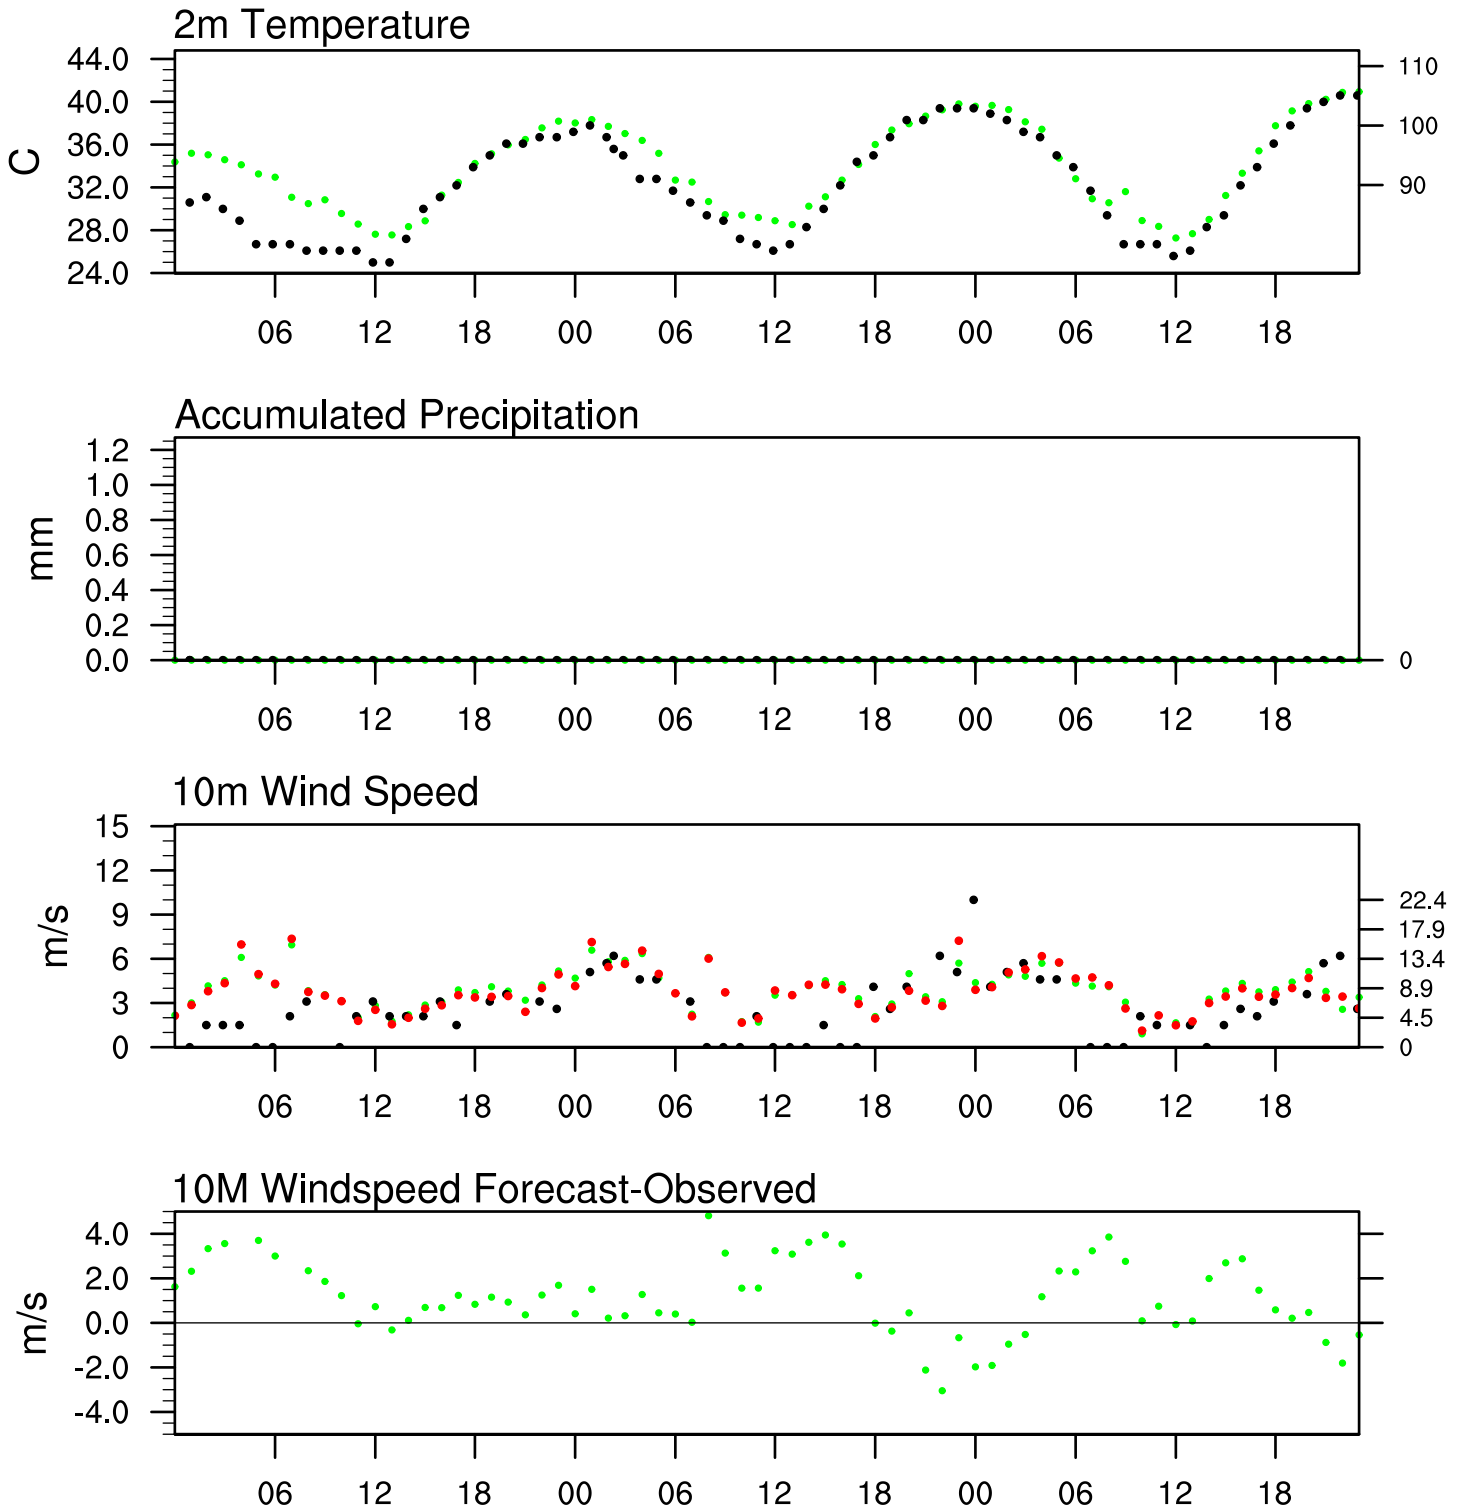 2m Temperature
44.0
40.0
36.0
32.0
28.0
24.0
C
110
100
90
06 12 18 00 06 12 18 00 06 12 18
Accumulated Precipitation
1.2
1.0
0.8
0.6
0.4
0.2
0.0
mm
0
06 12 18 00 06 12 18 00 06 12 18
10m Wind Speed
15
12
9
6
3
0
m/s
22.4
17.9
13.4
8.9
4.5
0
06 12 18 00 06 12 18 00 06 12 18
10M Windspeed Forecast-Observed
4.0
2.0
0.0
-2.0
-4.0
m/s
06 12 18 00 06 12 18 00 06 12 18